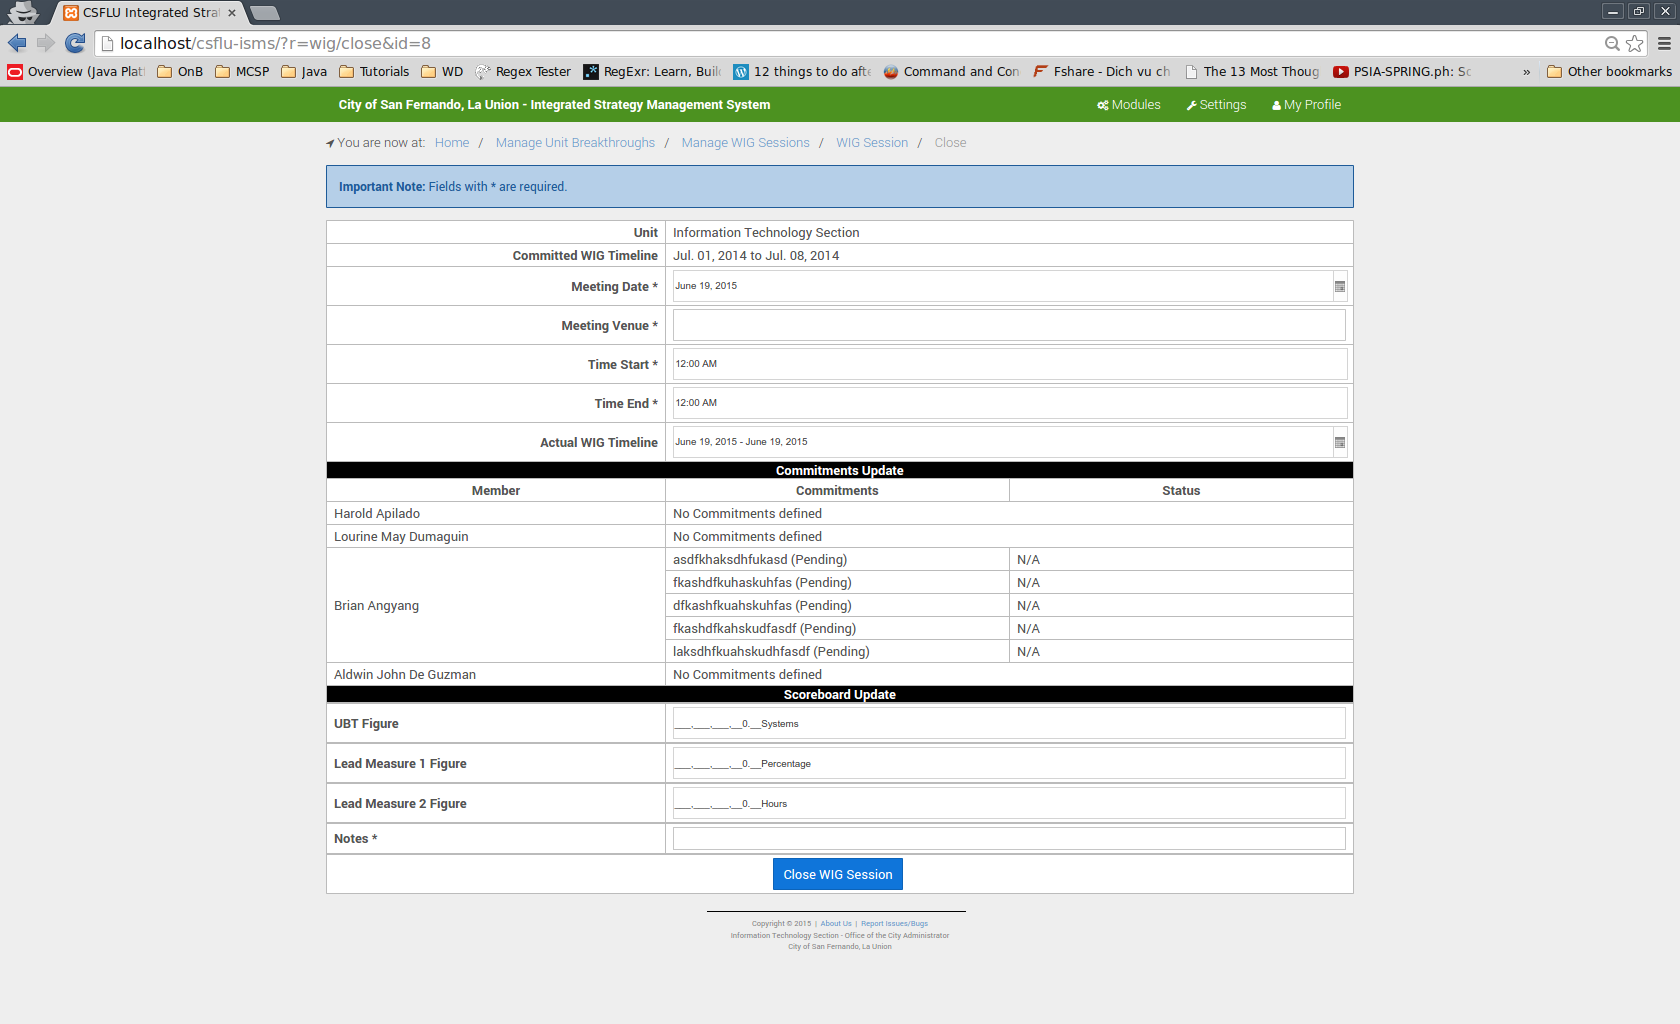 CSFLU Integrated Stra
localhost/csflu-isms/?r=wig/close&id=8
Overview (Java Plat OnB MCSP Java Tutorials WD Regex Tester RegExr: Learn, Buil 12 things to do afte Command and Con Fshare - Dich vu ch The 13 Most Thoug PSIA-SPRING.ph: Sc » Other bookmarks
City of San Fernando, La Union - Integrated Strategy Management System Modules Settings My Profile
You are now at: Home / Manage Unit Breakthroughs / Manage WIG Sessions / WIG Session / Close
Important Note: Fields with * are required.
Unit Information Technology Section
Committed WIG Timeline Jul. 01, 2014 to Jul. 08, 2014
Meeting Date * June 19, 2015
Meeting Venue *
Time Start * 12:00 AM
Time End * 12:00 AM
Actual WIG Timeline June 19, 2015 - June 19, 2015
Commitments Update
Member Commitments Status
Harold Apilado No Commitments defined
Lourine May Dumaguin No Commitments defined
Brian Angyang
asdfkhaksdhfukasd (Pending) N/A
fkashdfkuhaskuhfas (Pending) N/A
dfkashfkuahskuhfas (Pending) N/A
fkashdfkahskudfasdf (Pending) N/A
laksdhfkuahskudhfasdf (Pending) N/A
Aldwin John De Guzman No Commitments defined
Scoreboard Update
UBT Figure ___,___,___,__0.__Systems
Lead Measure 1 Figure ___,___,___,__0.__Percentage
Lead Measure 2 Figure ___,___,___,__0.__Hours
Notes *
Close WIG Session
Copyright © 2015 | About Us | Report Issues/Bugs
Information Technology Section - Office of the City Administrator
City of San Fernando, La Union